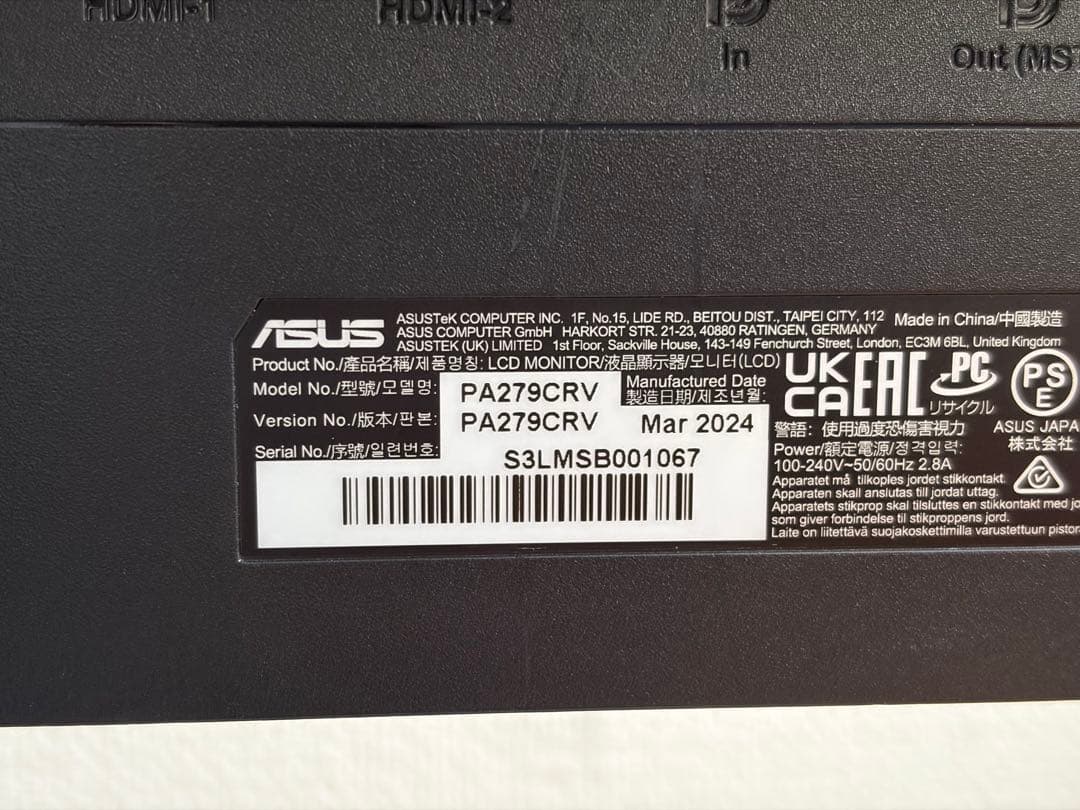 HDMI-1
HDMI-2
In
Out (MST
ASUS
ASUSTeK COMPUTER INC. 1F, No.15, LIDE RD., BEITOU DIST., TAIPEI CITY, 112
ASUS COMPUTER GmbH HARKORT STR. 21-23, 40880 RATINGEN, GERMANY
ASUSTEK (UK) LIMITED 1st Floor, Sackville House, 143-149 Fenchurch Street, London, EC3M 6BL, United Kingdom
Made in China/中國製造
Product No./產品名稱/제품명칭: LCD MONITOR/液晶顯示器/모니터(LCD)
Model No./型號/모델명:
PA279CRV
Version No./版本/판본:
PA279CRV
Manufactured Date
製造日期/제조년월:
Mar 2024
Serial No./序號/일련번호:
S3LMSB001067
UK
CA
EAC
PC
リサイクル
PS
E
ASUS JAPA
株式会社
警語: 使用過度恐傷害視力
Power/額定電源/정격입력:
100-240V~50/60Hz 2.8A
Apparatet må tilkoples jordet stikkontakt
Apparaten skall anslutas till jordat uttag.
Apparatets stikprop skal tilsluttes en stikkontakt med jo
som giver forbindelse til stikproppens jord.
Laite on liitettävä suojakoskettimilla varustettuun pistora